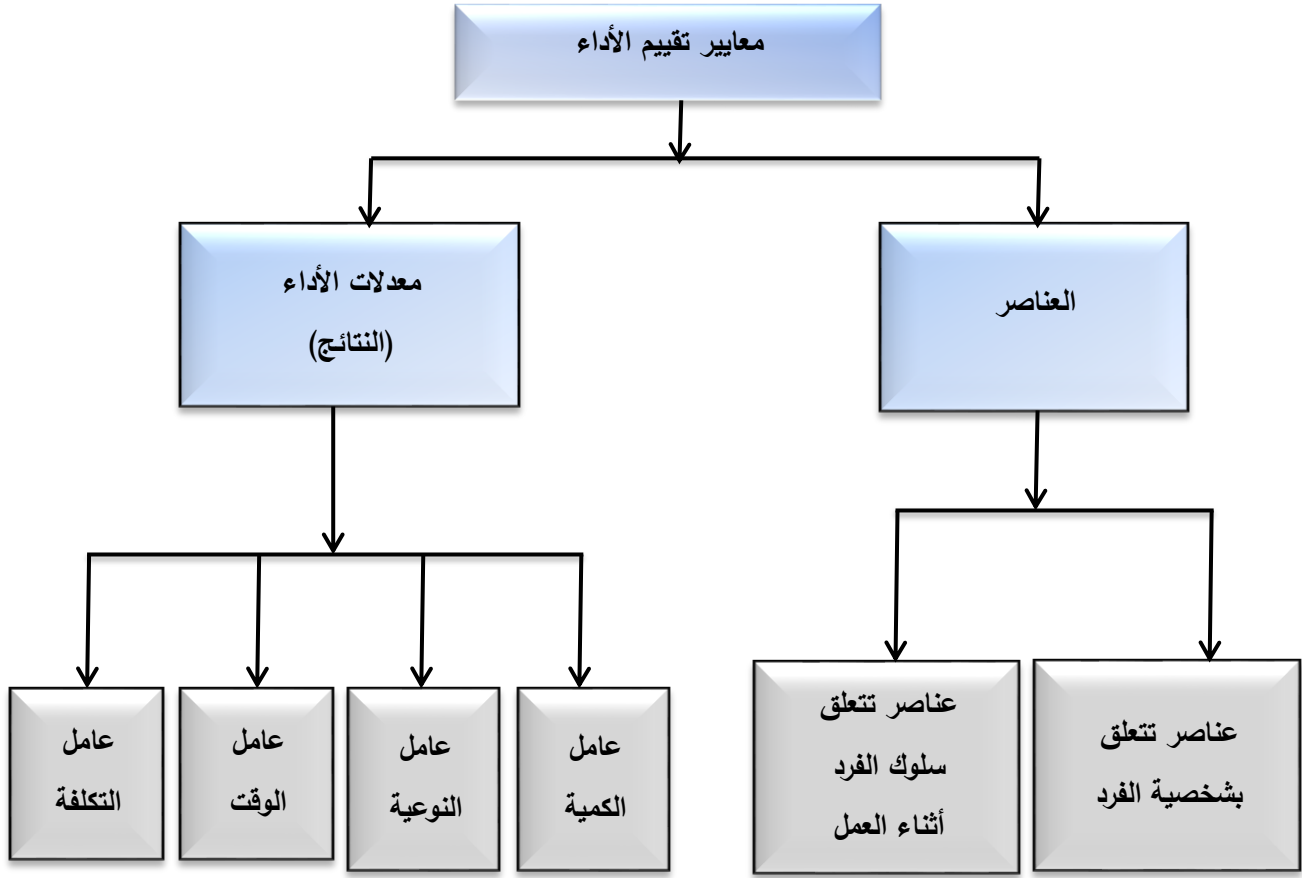 معايير تقييم الأداء
العناصر
معدلات الأداء
(النتائج)
عناصر تتعلق
بشخصية الفرد
عناصر تتعلق
سلوك الفرد
أثناء العمل
عامل
الكمية
عامل
النوعية
عامل
الوقت
عامل
التكلفة